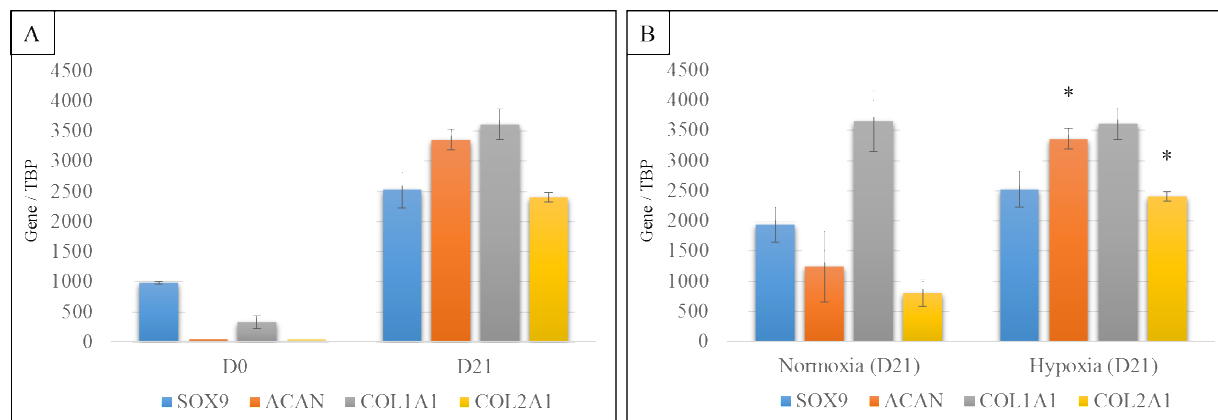 A
Gene / TBP
4500
4000
3500
3000
2500
2000
1500
1000
500
0
D0 D21
SOX9 ACAN COL1A1 COL2A1
B
Gene / TBP
4500
4000
3500
3000
2500
2000
1500
1000
500
0
*
*
Normoxia (D21) Hypoxia (D21)
SOX9 ACAN COL1A1 COL2A1